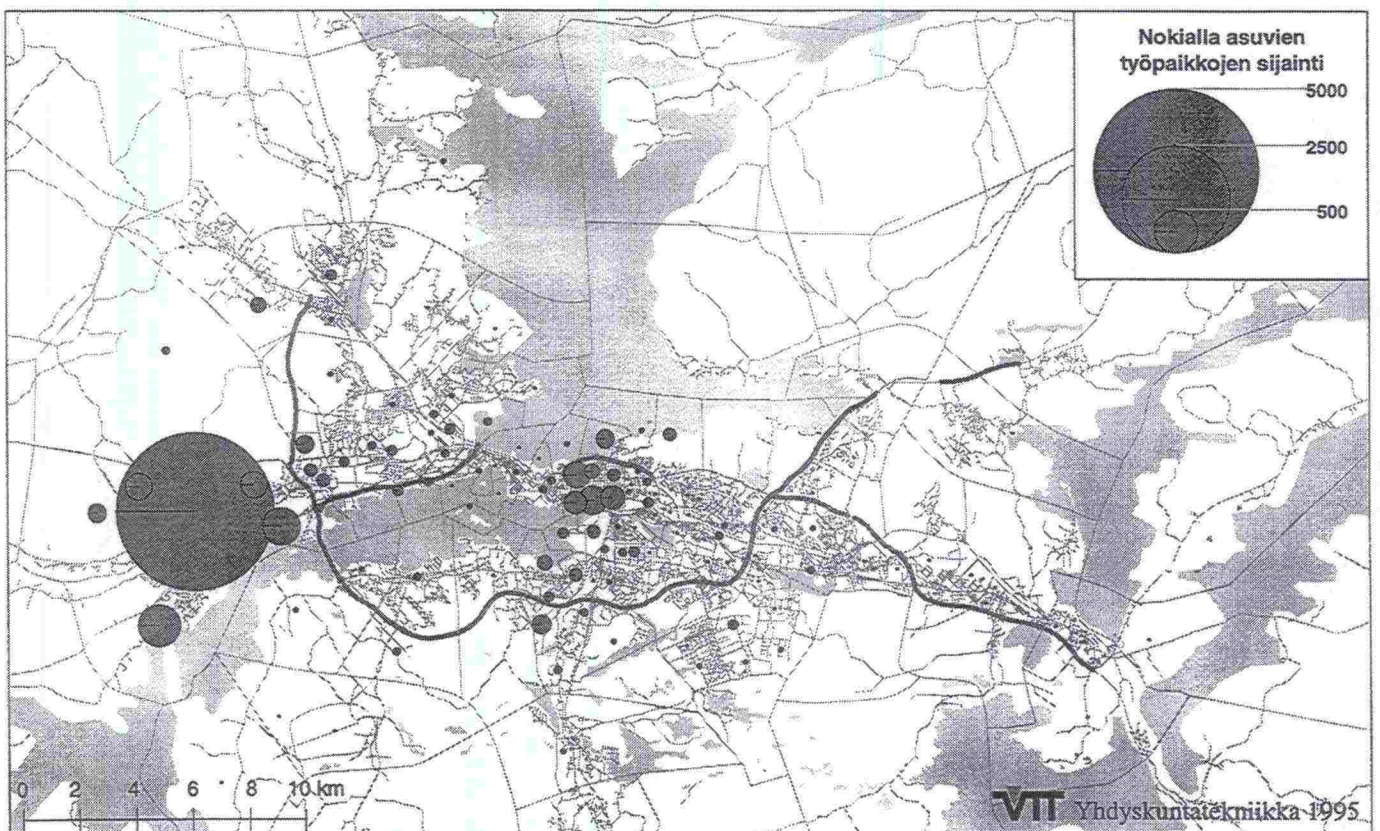 Nokialla asuvien
työpaikkojen sijainti
5000
2500
500
0 2 4 6 8 10 km
VTT Yhdyskuntatekniikka 1995